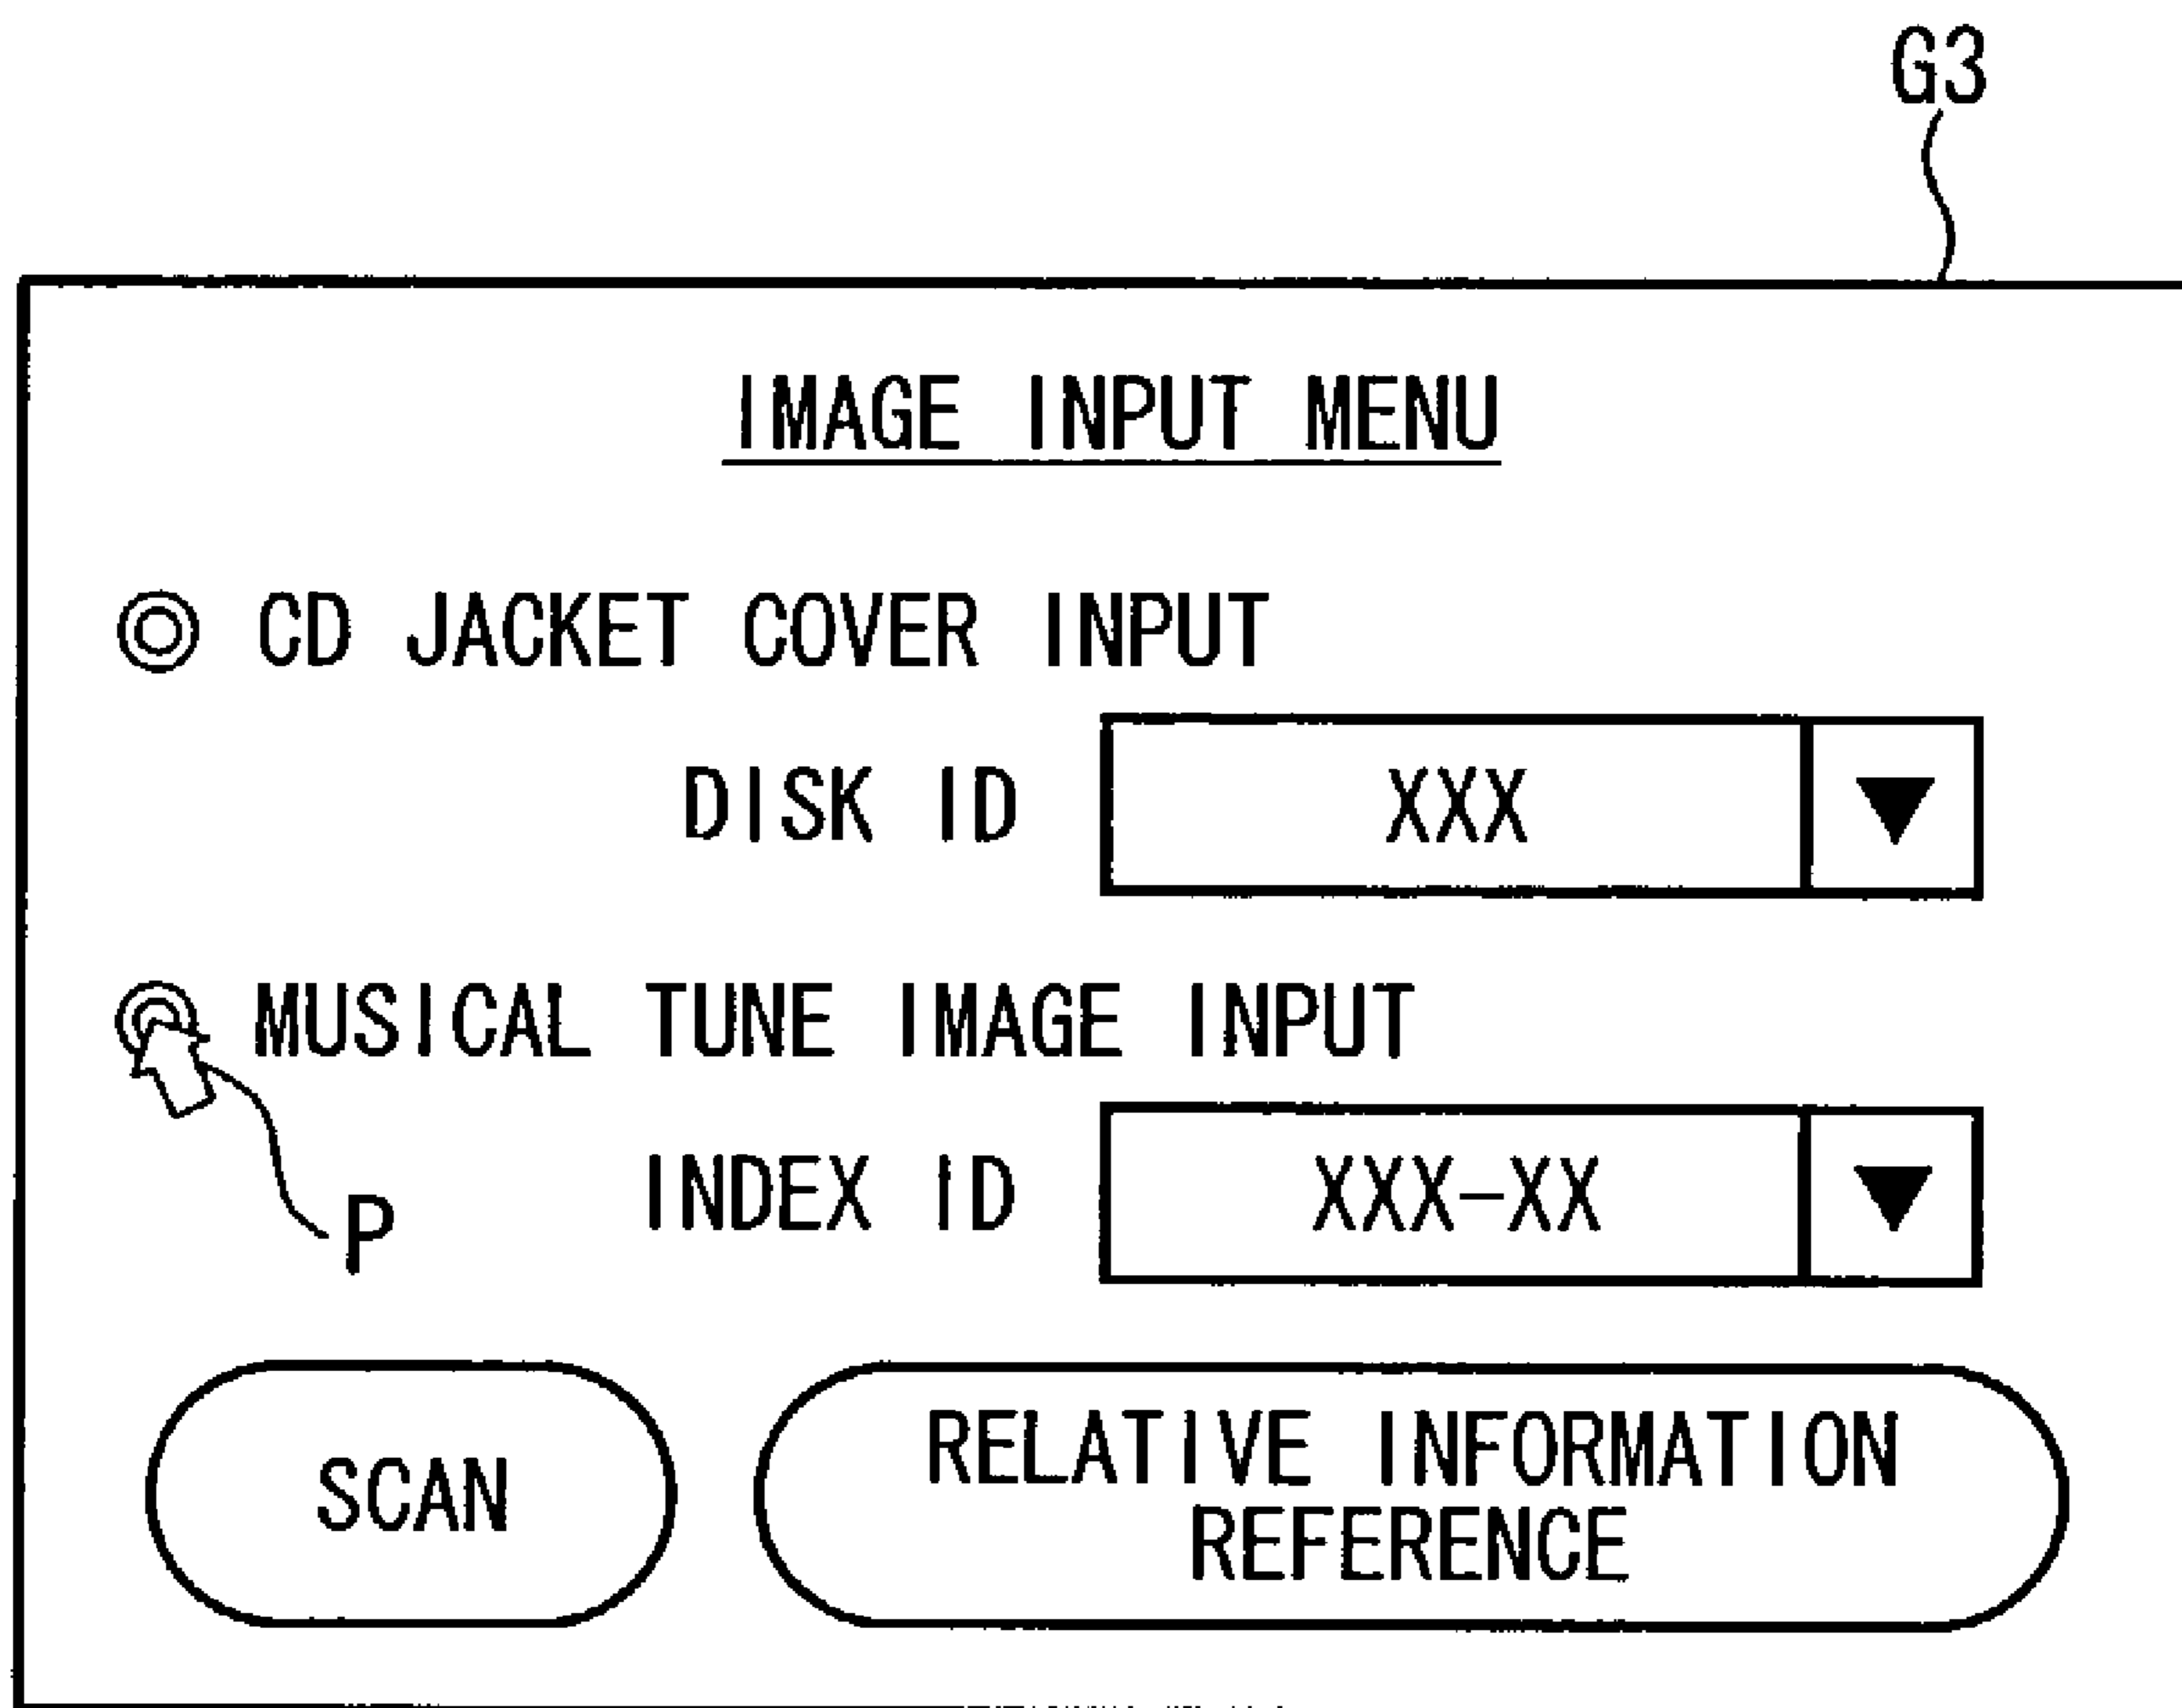 G3
IMAGE INPUT MENU
CD JACKET COVER INPUT
DISK ID XXX
MUSICAL TUNE IMAGE INPUT
INDEX ID XXX-XX
P
SCAN
RELATIVE INFORMATION
REFERENCE